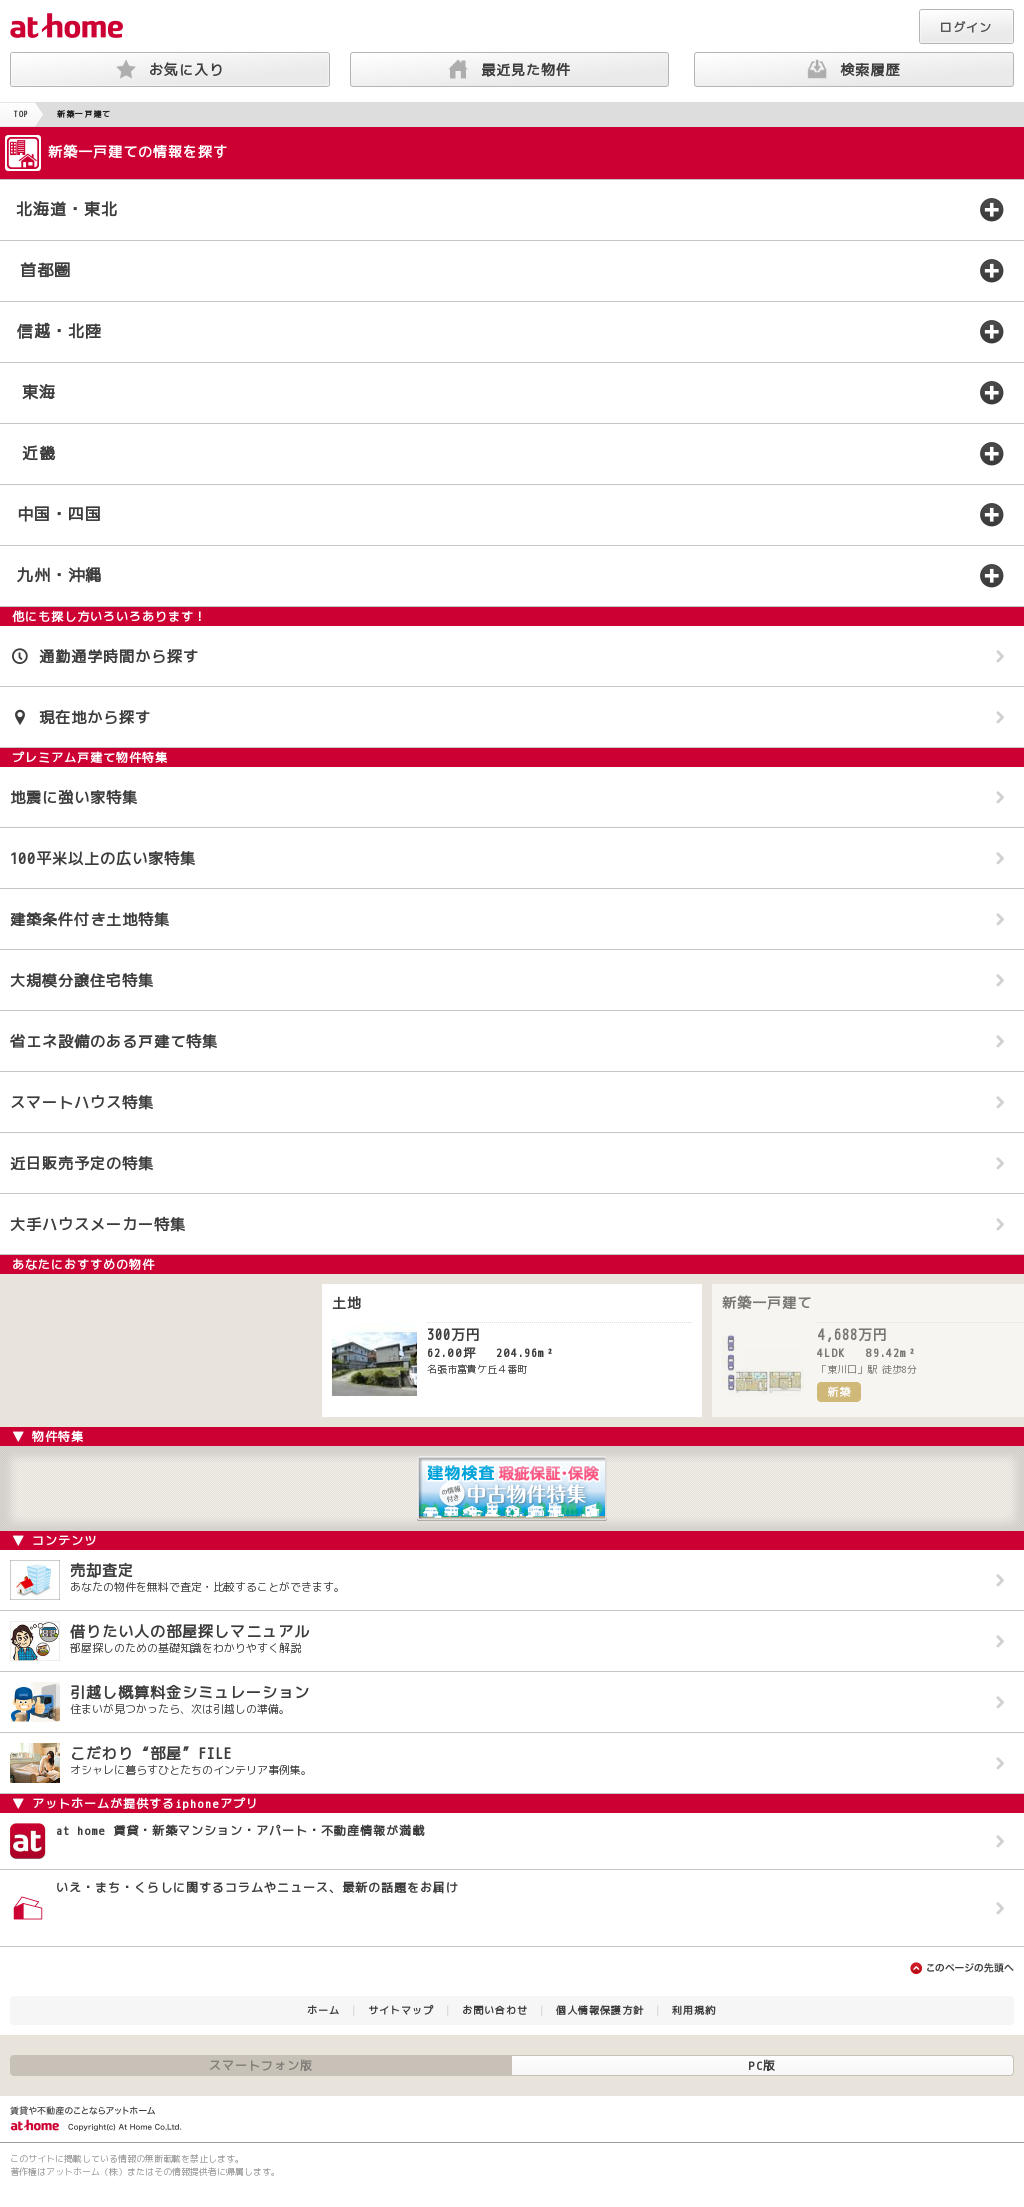 at home
ログイン
お気に入り
最近見た物件
検索履歴
TOP
新築一戸建て
新築一戸建ての情報を探す
北海道・東北
首都圏
信越・北陸
東海
近畿
中国・四国
九州・沖縄
他にも探し方いろいろあります！
通勤通学時間から探す
現在地から探す
プレミアム戸建て物件特集
地震に強い家特集
100平米以上の広い家特集
建築条件付き土地特集
大規模分譲住宅特集
省エネ設備のある戸建て特集
スマートハウス特集
近日販売予定の特集
大手ハウスメーカー特集
あなたにおすすめの物件
土地
300万円
62.00坪 204.96m²
名張市富貴ケ丘４番町
新築一戸建て
4,688万円
4LDK 89.42m²
「東川口」駅 徒歩8分
新築
▼ 物件特集
建物検査 瑕疵保証・保険
の情報付き 中古物件特集
▼ コンテンツ
売却査定
あなたの物件を無料で査定・比較することができます。
借りたい人の部屋探しマニュアル
部屋探しのための基礎知識をわかりやすく解説
引越し概算料金シミュレーション
住まいが見つかったら、次は引越しの準備。
こだわり“部屋”FILE
オシャレに暮らすひとたちのインテリア事例集。
▼ アットホームが提供するiphoneアプリ
at
at home 賃貸・新築マンション・アパート・不動産情報が満載
いえ・まち・くらしに関するコラムやニュース、最新の話題をお届け
このページの先頭へ
ホーム | サイトマップ | お問い合わせ | 個人情報保護方針 | 利用規約
スマートフォン版
PC版
賃貸や不動産のことならアットホーム
at home Copyright(c) At Home Co.,Ltd.
このサイトに掲載している情報の無断転載を禁止します。
著作権はアットホーム（株）またはその情報提供者に帰属します。